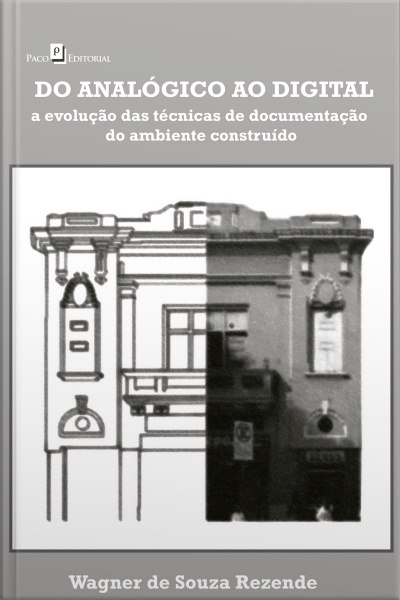 PACO EDITORIAL
DO ANALÓGICO AO DIGITAL
a evolução das técnicas de documentação
do ambiente construído
Wagner de Souza Rezende